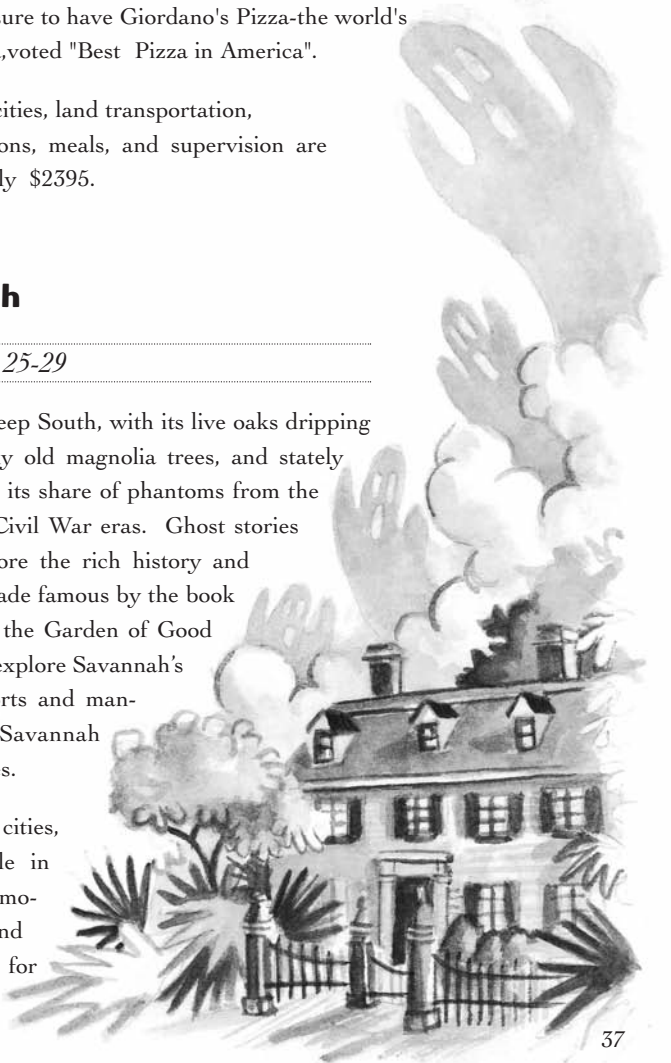 sure to have Giordano's Pizza-the world's
,voted "Best Pizza in America".
cities, land transportation,
ons, meals, and supervision are
ly $2395.
h
25-29
eep South, with its live oaks dripping
y old magnolia trees, and stately
its share of phantoms from the
Civil War eras. Ghost stories
ore the rich history and
ade famous by the book
the Garden of Good
explore Savannah's
rts and man-
Savannah
es.
cities,
le in
mo-
nd
for
37